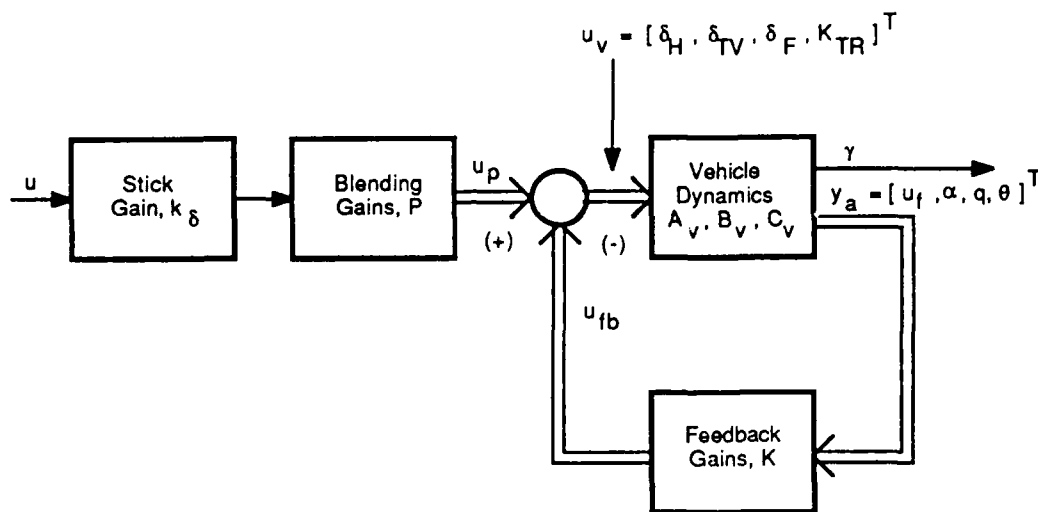 u_v = [ δ_H , δ_TV , δ_F , K_TR ]^T
u
Stick
Gain, k_δ
Blending
Gains, P
u_p
(+)
(-)
Vehicle
Dynamics
A_v, B_v, C_v
γ
y_a = [ u_f , α, q, θ ]^T
u_fb
Feedback
Gains, K